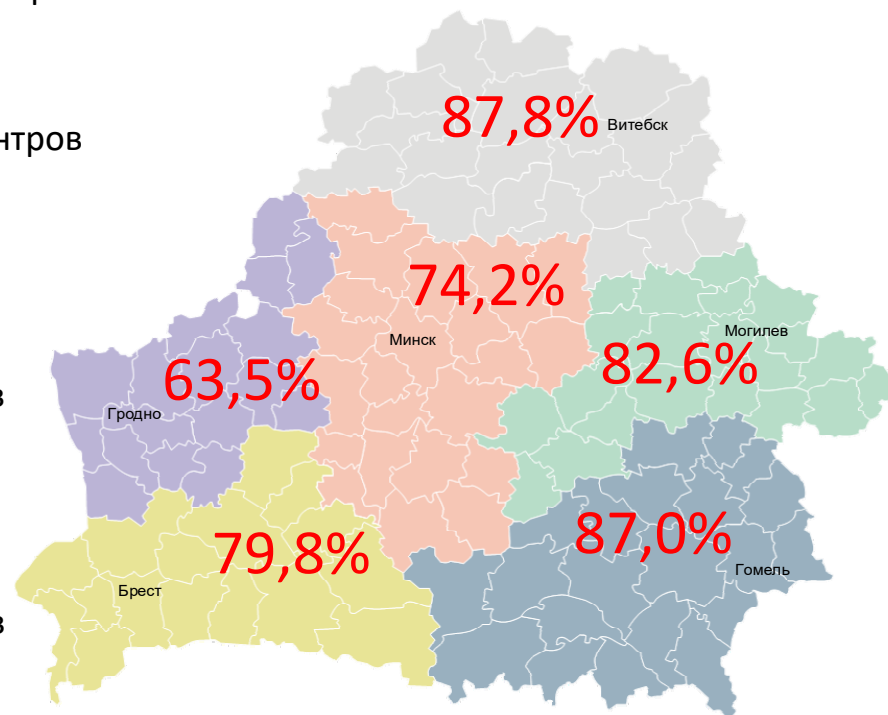 нтров
87,8%
Витебск
74,2%
Минск
Могилев
82,6%
63,5%
Гродно
в
87,0%
79,8%
Гомель
Брест
в